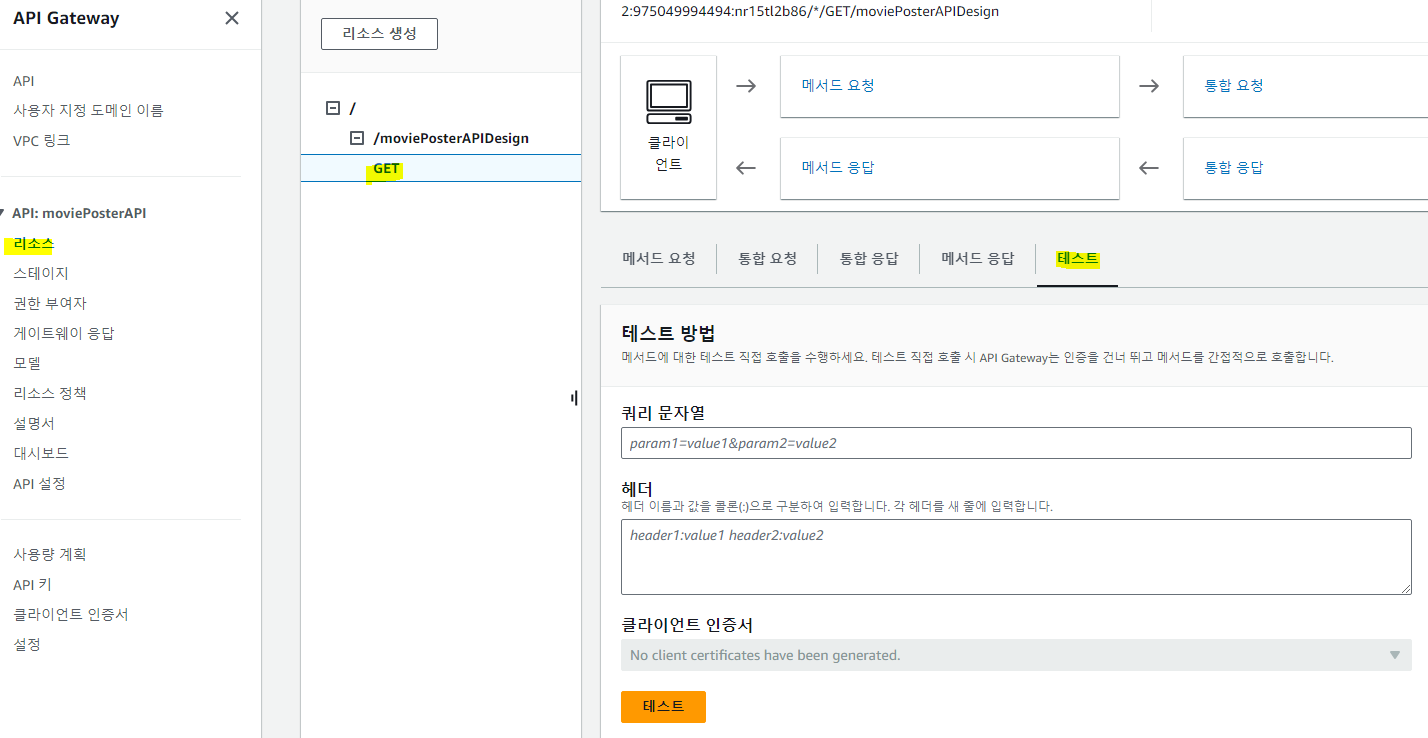 API Gateway
API
사용자 지정 도메인 이름
VPC 링크
API: moviePosterAPI
리소스
스테이지
권한 부여자
게이트웨이 응답
모델
리소스 정책
설명서
대시보드
API 설정
사용량 계획
API 키
클라이언트 인증서
설정
리소스 생성
/
/moviePosterAPIDesign
GET
2:975049994494:nr15tl2b86/*/GET/moviePosterAPIDesign
클라이
언트
메서드 요청
통합 요청
메서드 응답
통합 응답
메서드 요청
통합 요청
통합 응답
메서드 응답
테스트
테스트 방법
메서드에 대한 테스트 직접 호출을 수행하세요. 테스트 직접 호출 시 API Gateway는 인증을 건너 뛰고 메서드를 간접적으로 호출합니다.
쿼리 문자열
param1=value1&param2=value2
헤더
헤더 이름과 값을 콜론(:)으로 구분하여 입력합니다. 각 헤더를 새 줄에 입력합니다.
header1:value1 header2:value2
클라이언트 인증서
No client certificates have been generated.
테스트